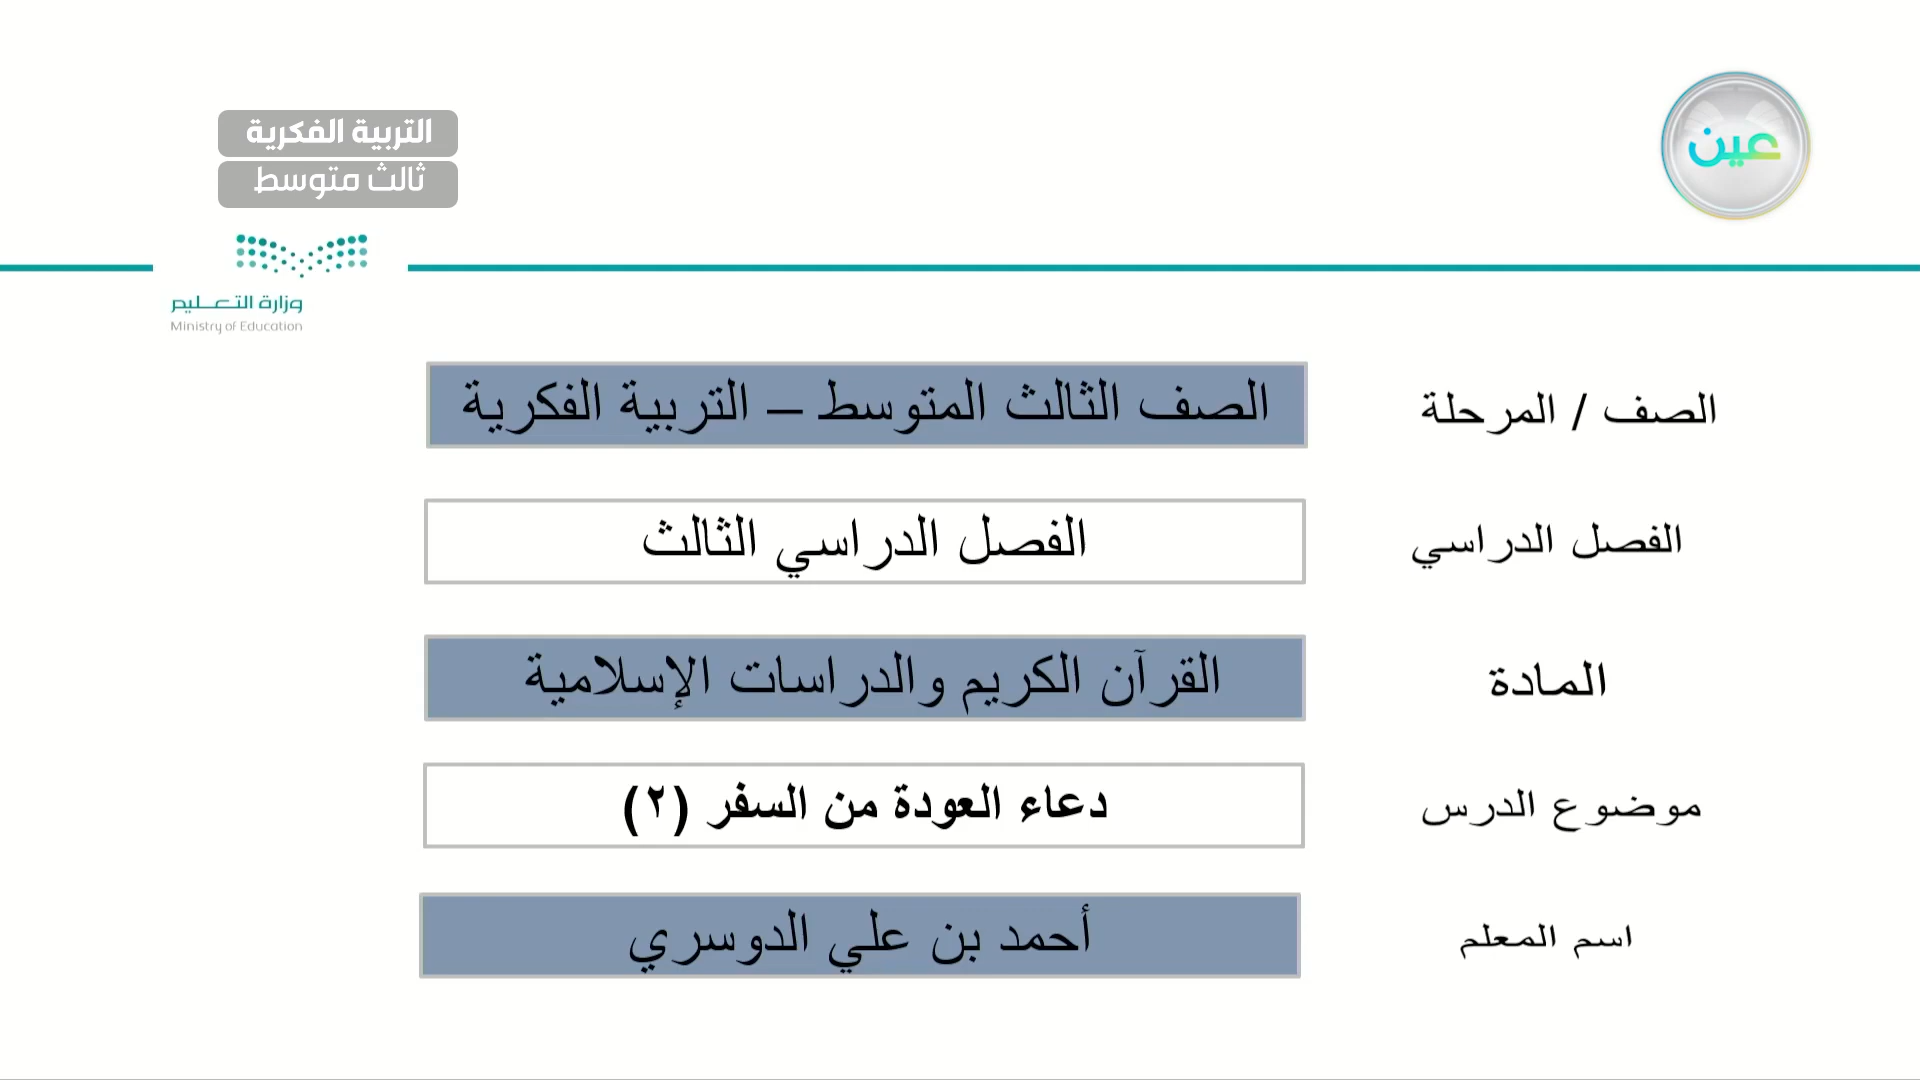 التربية الفكرية
ثالث متوسط
عين
وزارة التعليم
Ministry of Education
الصف / المرحلة
الصف الثالث المتوسط – التربية الفكرية
الفصل الدراسي
الفصل الدراسي الثالث
المادة
القرآن الكريم والدراسات الإسلامية
موضوع الدرس
دعاء العودة من السفر (٢)
اسم المعلم
أحمد بن علي الدوسري